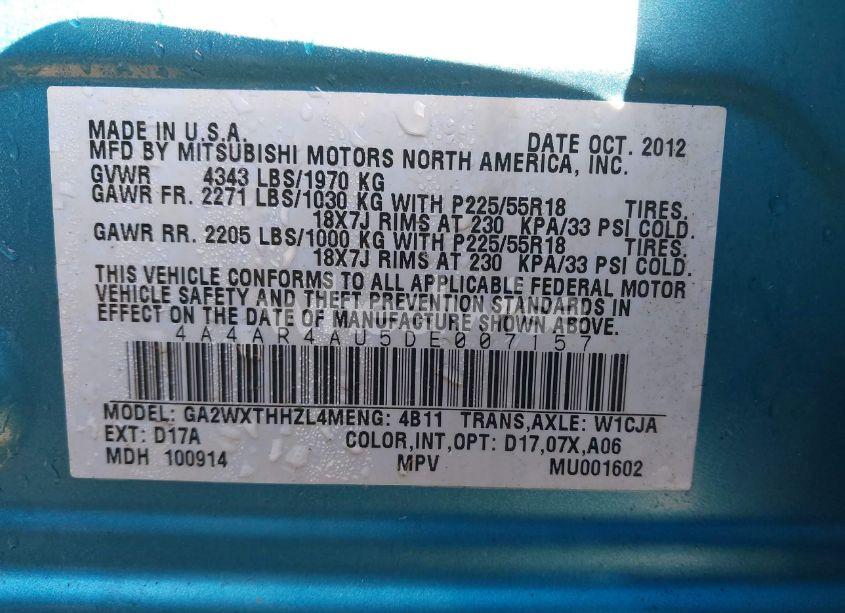 MADE IN U.S.A. DATE OCT. 2012
MFD BY MITSUBISHI MOTORS NORTH AMERICA, INC.
GVWR 4343 LBS/1970 KG
GAWR FR. 2271 LBS/1030 KG WITH P225/55R18 TIRES.
18X7J RIMS AT 230 KPA/33 PSI COLD.
GAWR RR. 2205 LBS/1000 KG WITH P225/55R18 TIRES.
18X7J RIMS AT 230 KPA/33 PSI COLD.
THIS VEHICLE CONFORMS TO ALL APPLICABLE FEDERAL MOTOR
VEHICLE SAFETY AND THEFT PREVENTION STANDARDS IN
EFFECT ON THE DATE OF MANUFACTURE SHOWN ABOVE.
4A4AR4AU5DE007157
MODEL: GA2WXTHHZL4MENG: 4B11 TRANS,AXLE: W1CJA
EXT: D17A COLOR,INT,OPT: D17,07X,A06
MDH 100914 MPV MU001602